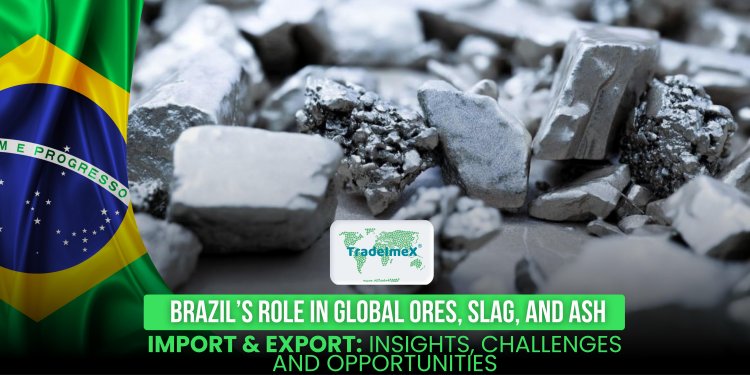 M E PROGRESSO
TradeImeX®
BRAZIL'S ROLE IN GLOBAL ORES, SLAG, AND ASH
IMPORT & EXPORT: INSIGHTS, CHALLENGES
AND OPPORTUNITIES